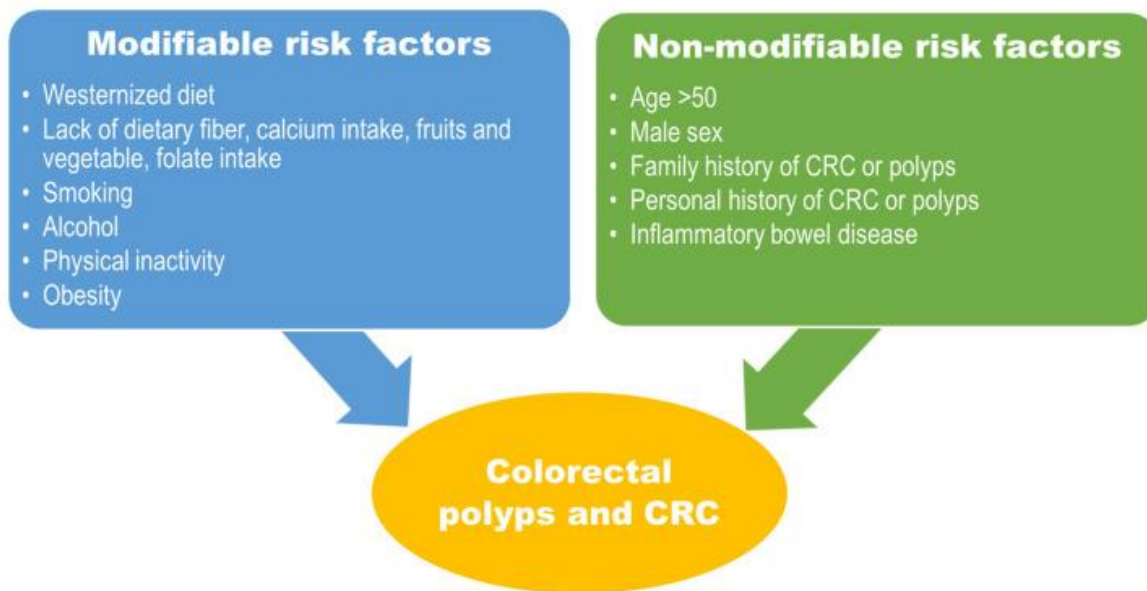 Modifiable risk factors
• Westernized diet
• Lack of dietary fiber, calcium intake, fruits and
vegetable, folate intake
• Smoking
• Alcohol
• Physical inactivity
• Obesity
Non-modifiable risk factors
• Age >50
• Male sex
• Family history of CRC or polyps
• Personal history of CRC or polyps
• Inflammatory bowel disease
Colorectal
polyps and CRC